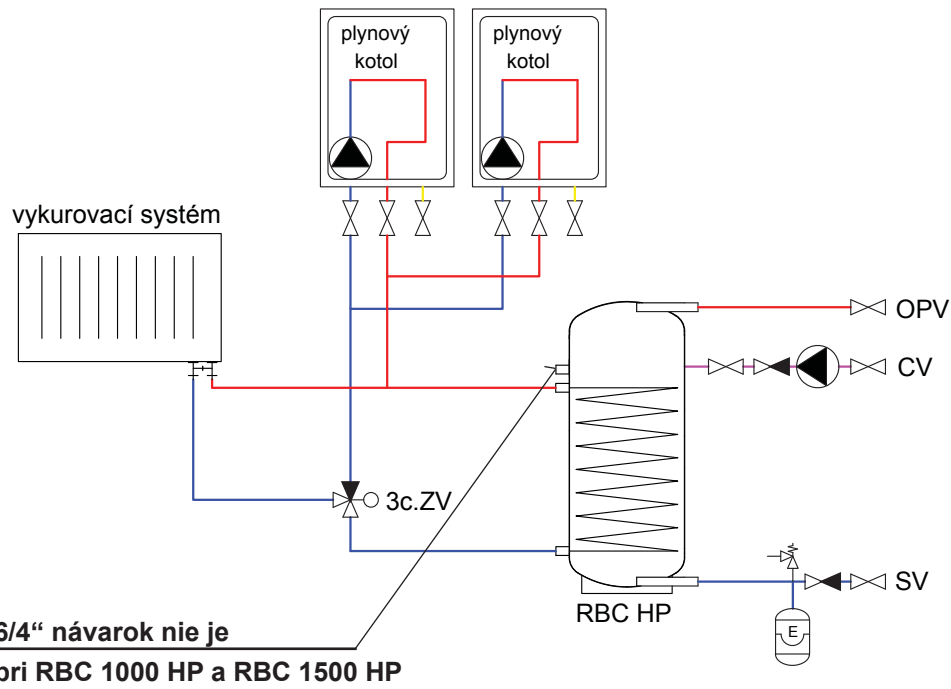 plynový
kotol
plynový
kotol
vykurovací systém
OPV
CV
3c.ZV
SV
E
RBC HP
6/4“ návarok nie je
pri RBC 1000 HP a RBC 1500 HP